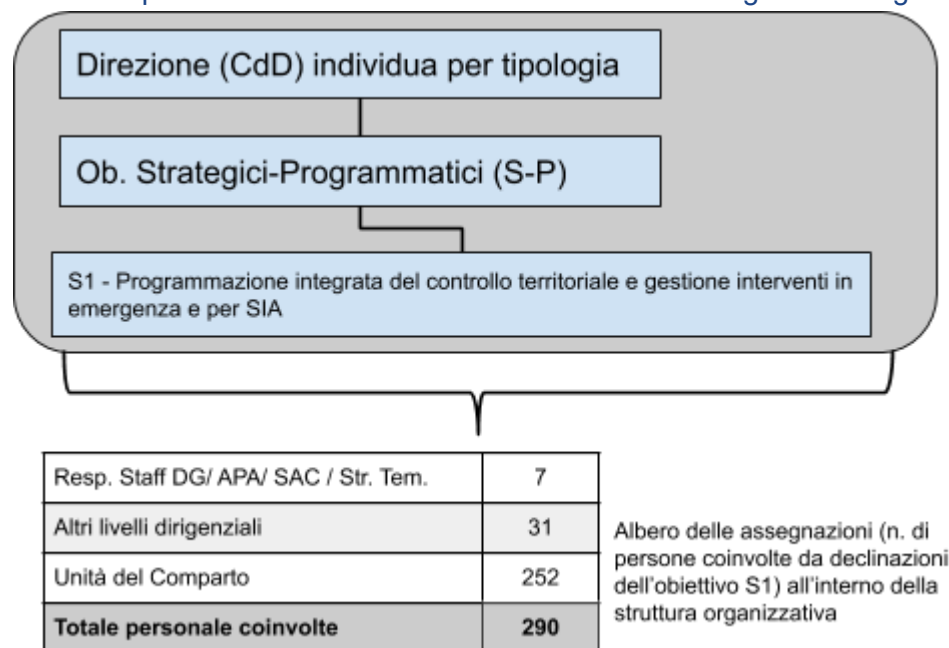 Direzione (CdD) individua per tipologia
Ob. Strategici-Programmatici (S-P)
S1 - Programmazione integrata del controllo territoriale e gestione interventi in
emergenza e per SIA
Resp. Staff DG/ APA/ SAC / Str. Tem. 7
Altri livelli dirigenziali 31
Unità del Comparto 252
Totale personale coinvolte 290
Albero delle assegnazioni (n. di
persone coinvolte da declinazioni
dell'obiettivo S1) all'interno della
struttura organizzativa